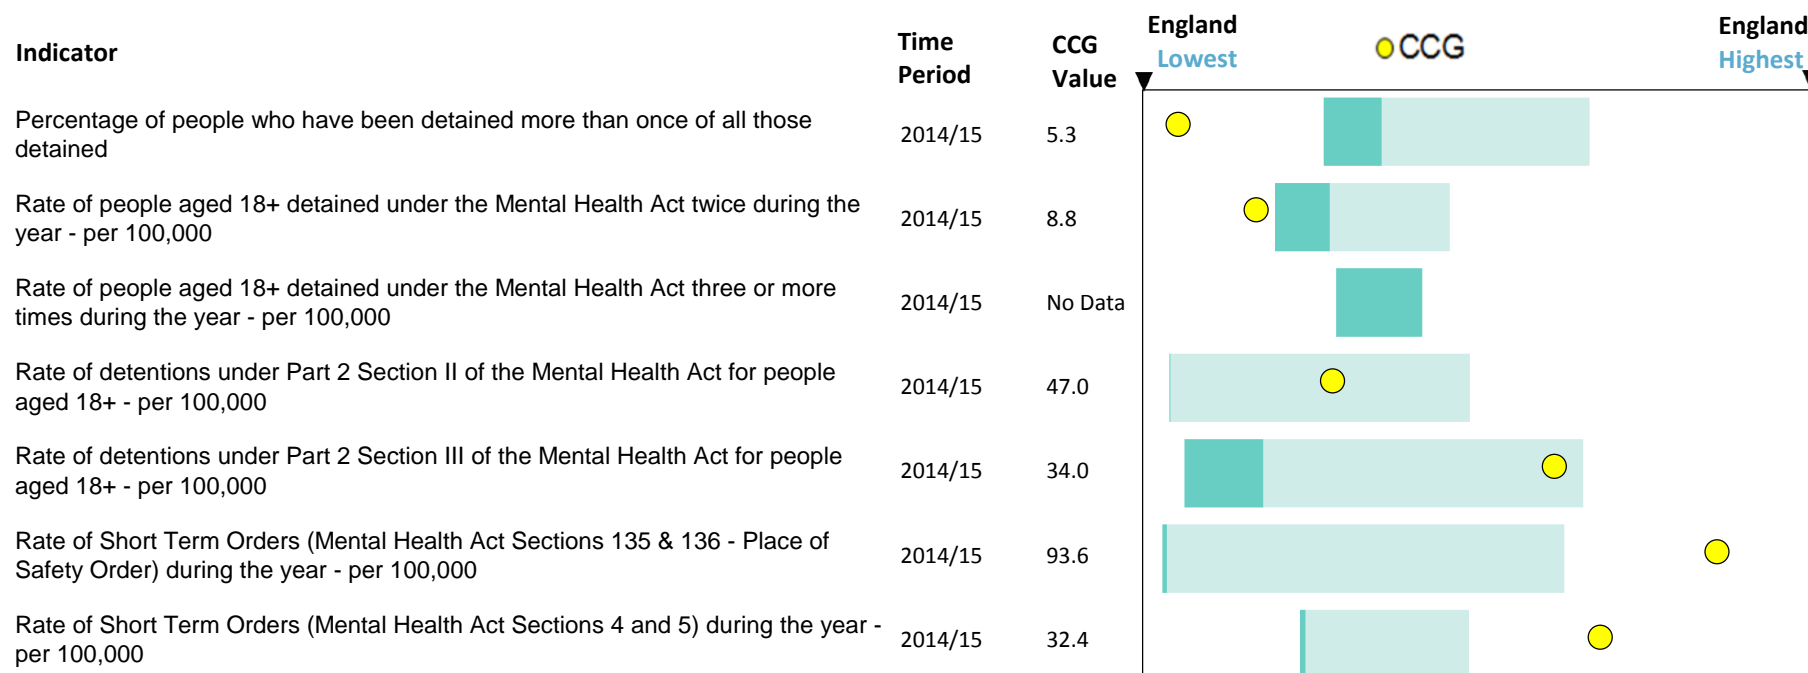 Indicator
Time
Period
CCG
Value
England
Lowest
CCG
England
Highest
Percentage of people who have been detained more than once of all those
detained
2014/15
5.3
Rate of people aged 18+ detained under the Mental Health Act twice during the
year - per 100,000
2014/15
8.8
Rate of people aged 18+ detained under the Mental Health Act three or more
times during the year - per 100,000
2014/15
No Data
Rate of detentions under Part 2 Section II of the Mental Health Act for people
aged 18+ - per 100,000
2014/15
47.0
Rate of detentions under Part 2 Section III of the Mental Health Act for people
aged 18+ - per 100,000
2014/15
34.0
Rate of Short Term Orders (Mental Health Act Sections 135 & 136 - Place of
Safety Order) during the year - per 100,000
2014/15
93.6
Rate of Short Term Orders (Mental Health Act Sections 4 and 5) during the year -
per 100,000
2014/15
32.4